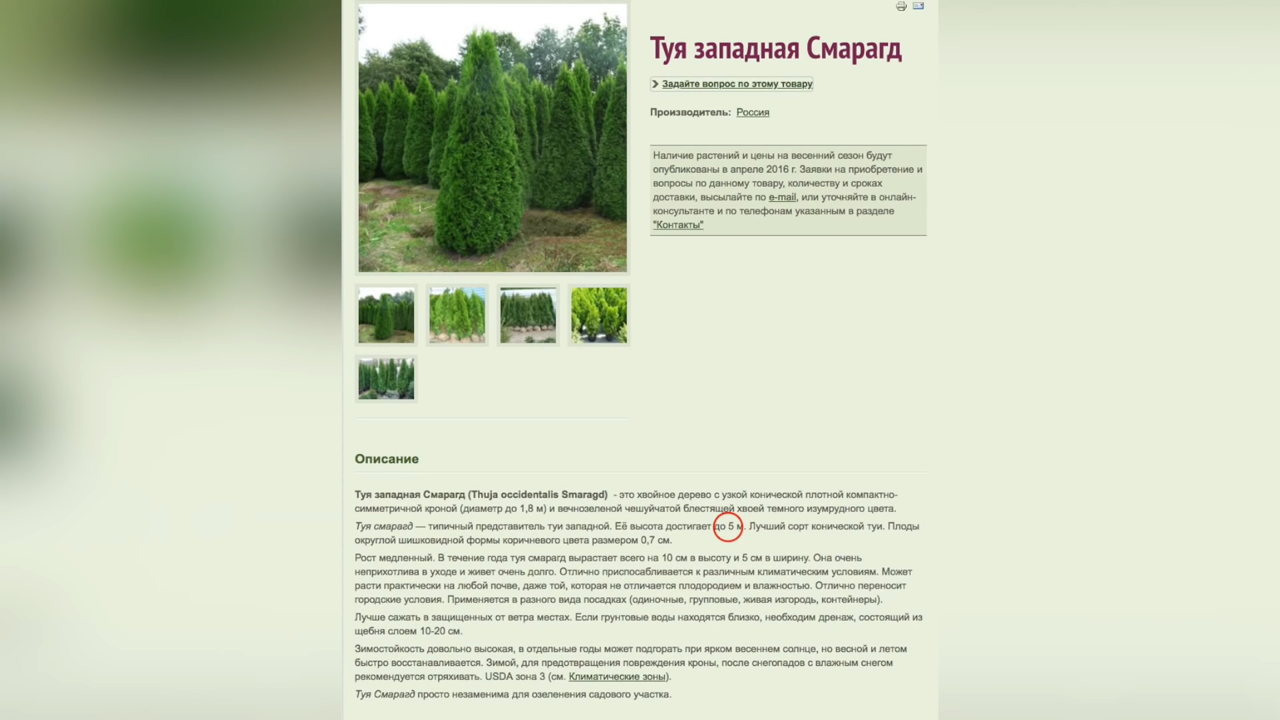 Туя западная Смарагд
Задайте вопрос по этому товару
Производитель: Россия
Наличие растений и цены на весенний сезон будут
опубликованы в апреле 2016 г. Заявки на приобретение и
вопросы по данному товару, количеству и сроках
доставки, высылайте по e-mail, или уточняйте в онлайн-
консультанте и по телефонам указанным в разделе
"Контакты"
Описание
Туя западная Смарагд (Thuja occidentalis Smaragd) - это хвойное дерево с узкой конической плотной компактно-
симметричной кроной (диаметр до 1,8 м) и вечнозеленой чешуйчатой блестящей хвоей темного изумрудного цвета.
Туя смарагд — типичный представитель туи западной. Её высота достигает до 5 м. Лучший сорт конической туи. Плоды
округлой шишковидной формы коричневого цвета размером 0,7 см.
Рост медленный. В течение года туя смарагд вырастает всего на 10 см в высоту и 5 см в ширину. Она очень
неприхотлива в уходе и живет очень долго. Отлично приспосабливается к различным климатическим условиям. Может
расти практически на любой почве, даже той, которая не отличается плодородием и влажностью. Отлично переносит
городские условия. Применяется в разного вида посадках (одиночные, групповые, живая изгородь, контейнеры).
Лучше сажать в защищенных от ветра местах. Если грунтовые воды находятся близко, необходим дренаж, состоящий из
щебня слоем 10-20 см.
Зимостойкость довольно высокая, в отдельные годы может подгорать при ярком весеннем солнце, но весной и летом
быстро восстанавливается. Зимой, для предотвращения повреждения кроны, после снегопадов с влажным снегом
рекомендуется отряхивать. USDA зона 3 (см. Климатические зоны).
Туя Смарагд просто незаменима для озеленения садового участка.